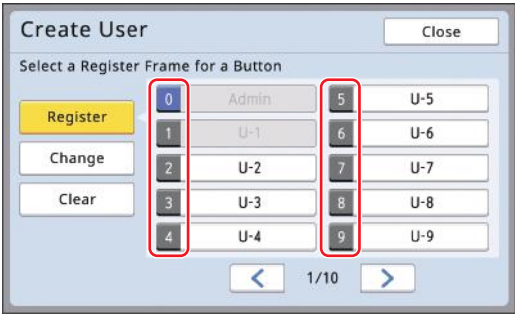 Create User
Close
Select a Register Frame for a Button
Register
Change
Clear
0 Admin
1 U-1
2 U-2
3 U-3
4 U-4
5 U-5
6 U-6
7 U-7
8 U-8
9 U-9
< 1/10 >